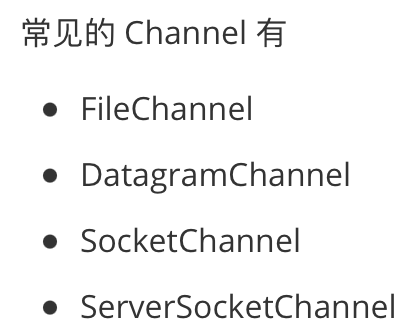 常见的 Channel 有
• FileChannel
• DatagramChannel
• SocketChannel
• ServerSocketChannel